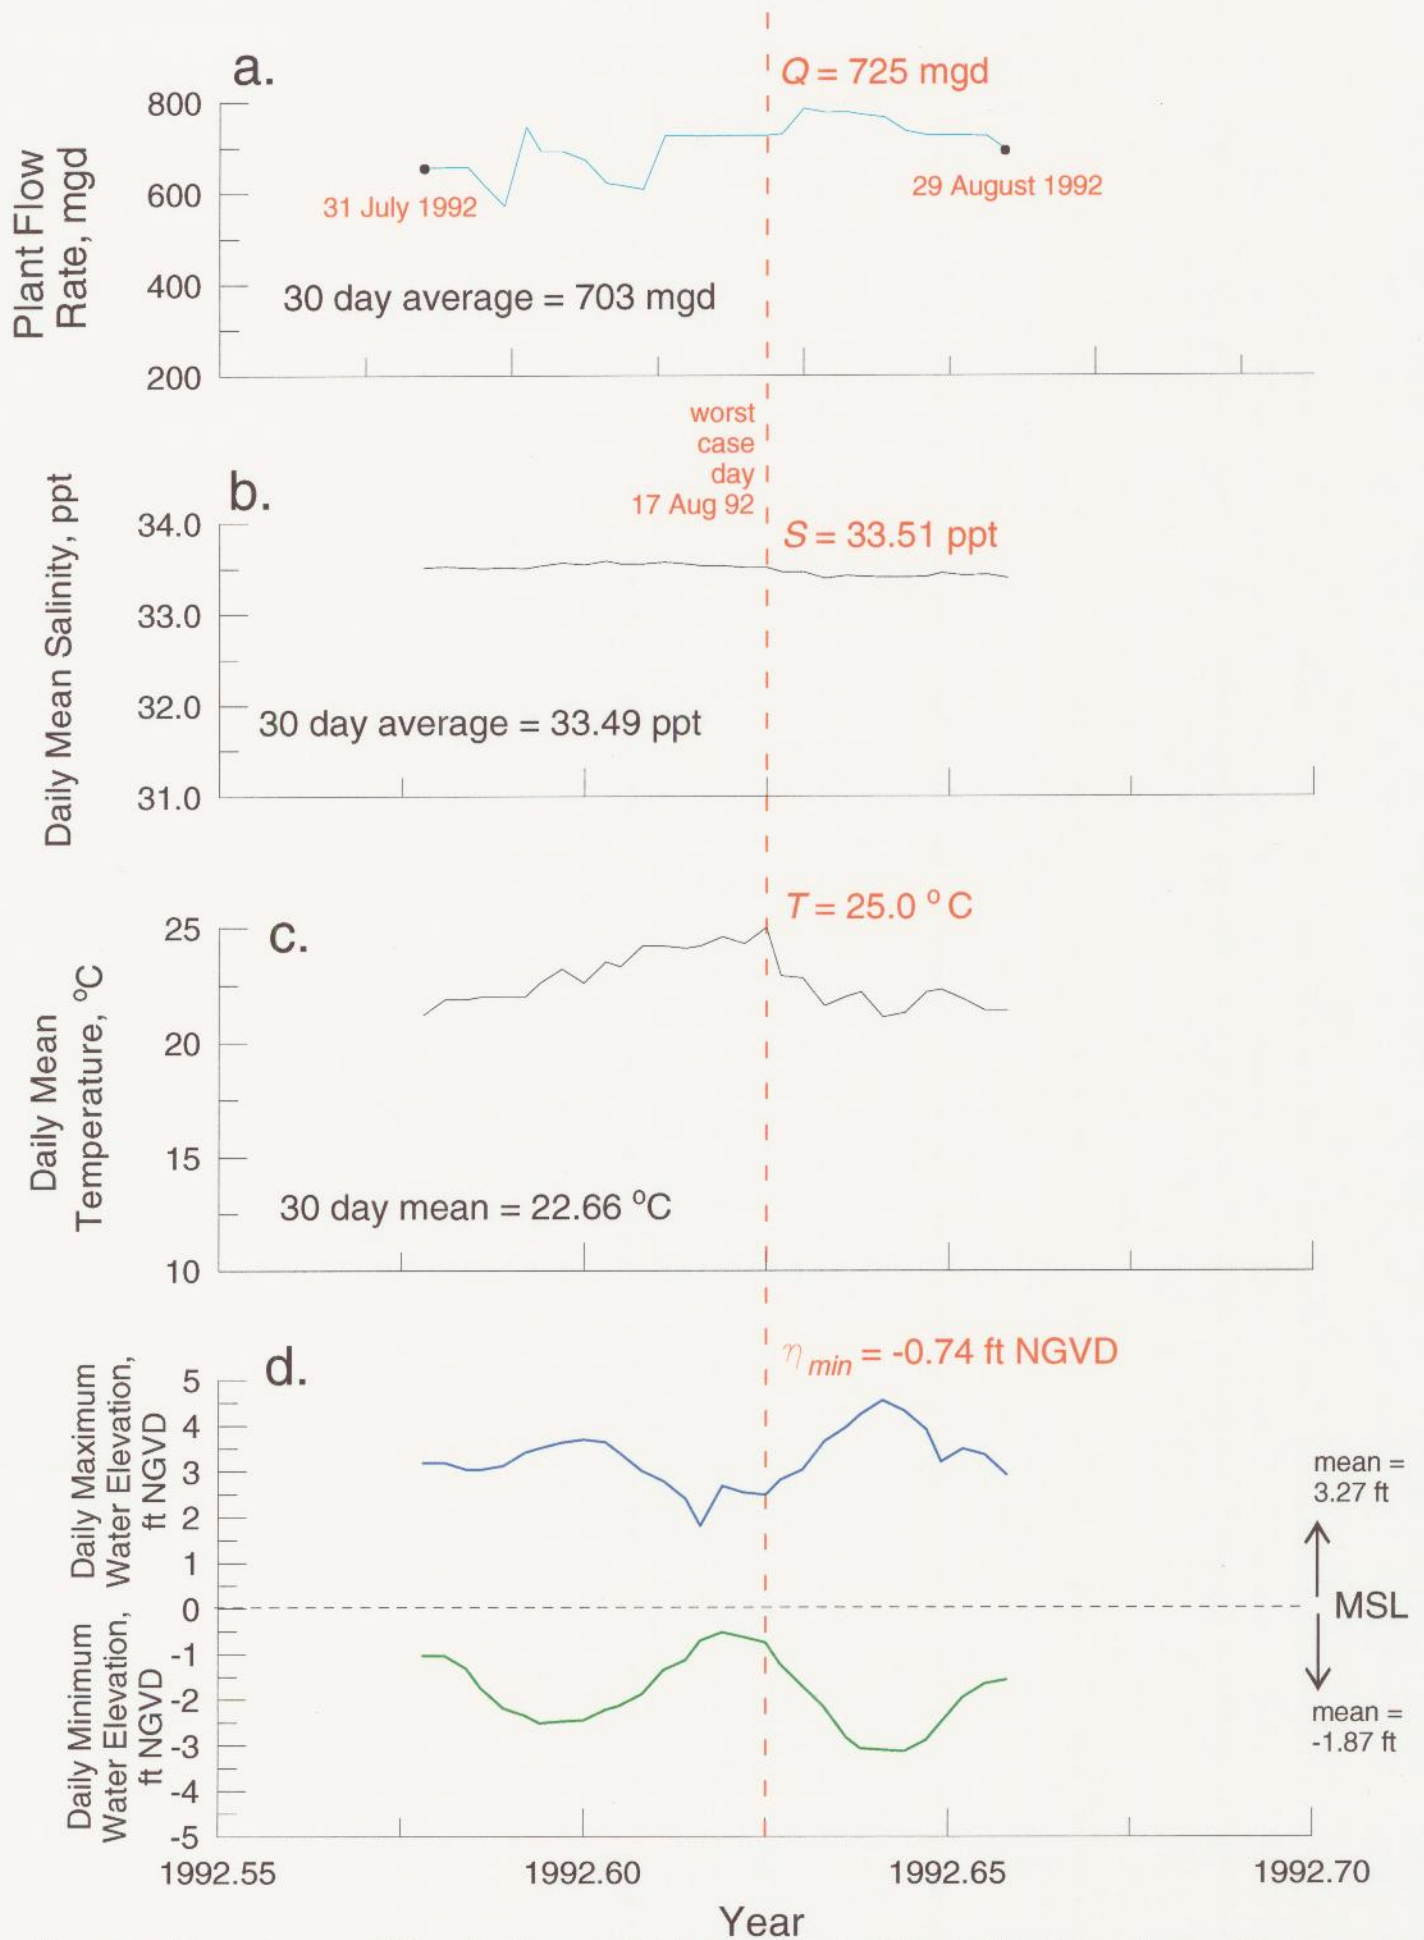 a.
Q = 725 mgd
Plant Flow
Rate, mgd
800
600
400
200
31 July 1992
29 August 1992
30 day average = 703 mgd
worst
case
day
17 Aug 92
b.
S = 33.51 ppt
Daily Mean Salinity, ppt
34.0
33.0
32.0
31.0
30 day average = 33.49 ppt
c.
T = 25.0 °C
Daily Mean
Temperature, °C
25
20
15
10
30 day mean = 22.66 °C
d.
η min = -0.74 ft NGVD
Daily Maximum
Water Elevation,
ft NGVD
5
4
3
2
1
0
Daily Minimum
Water Elevation,
ft NGVD
-1
-2
-3
-4
-5
mean =
3.27 ft
MSL
mean =
-1.87 ft
1992.55
1992.60
1992.65
1992.70
Year